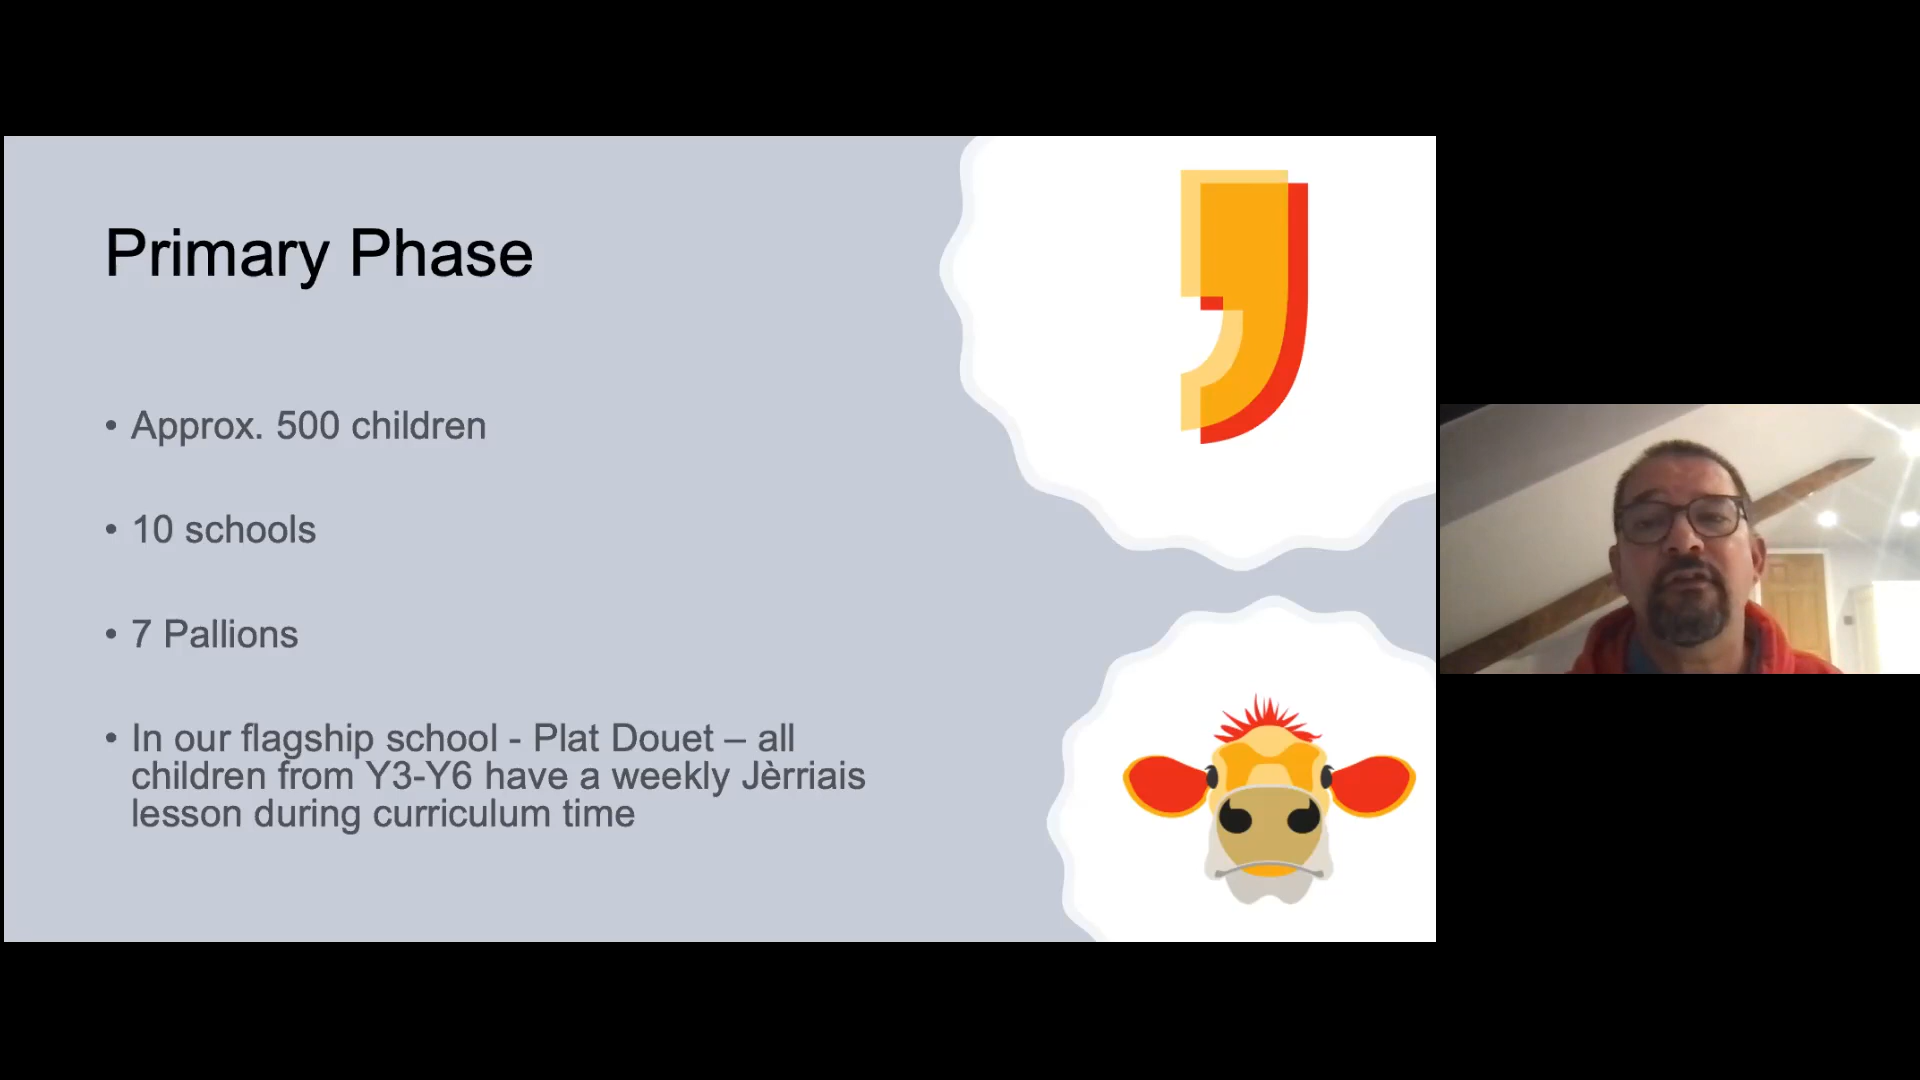 Primary Phase
• Approx. 500 children
• 10 schools
• 7 Pallions
• In our flagship school - Plat Douet – all
children from Y3-Y6 have a weekly Jèrriais
lesson during curriculum time